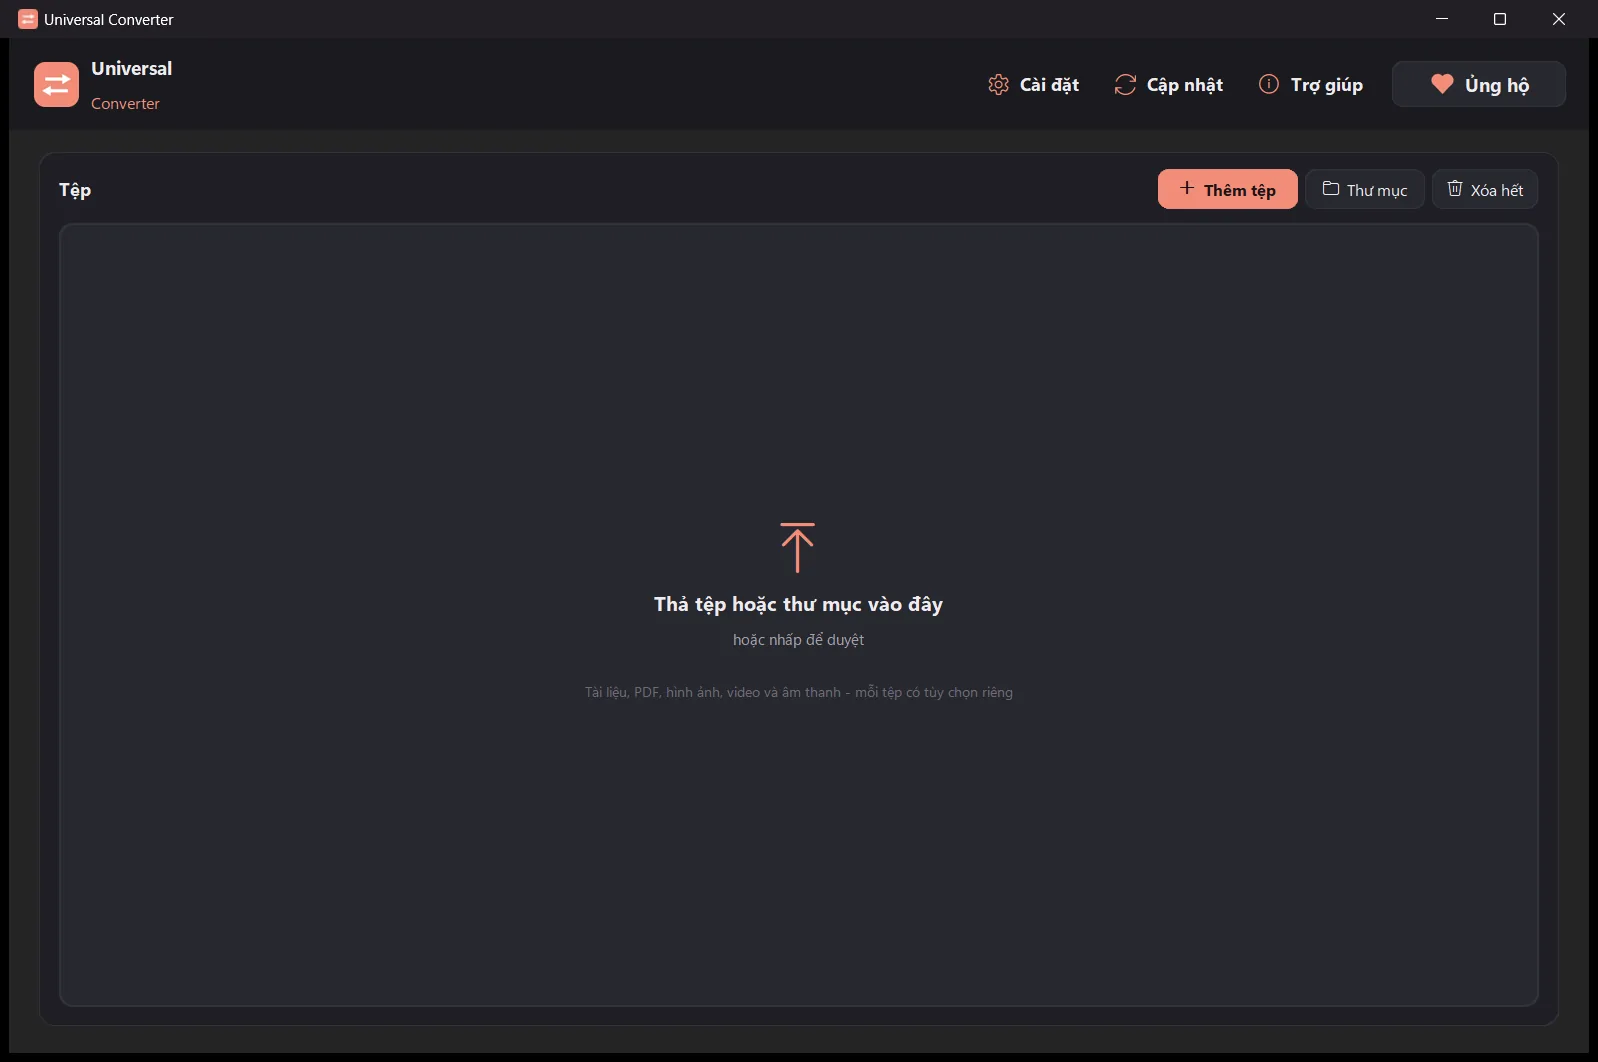 Universal Converter
Universal
Converter
Cài đặt
Cập nhật
Trợ giúp
Ủng hộ
Tệp
Thêm tệp
Thư mục
Xóa hết
Thả tệp hoặc thư mục vào đây
hoặc nhấp để duyệt
Tài liệu, PDF, hình ảnh, video và âm thanh - mỗi tệp có tùy chọn riêng